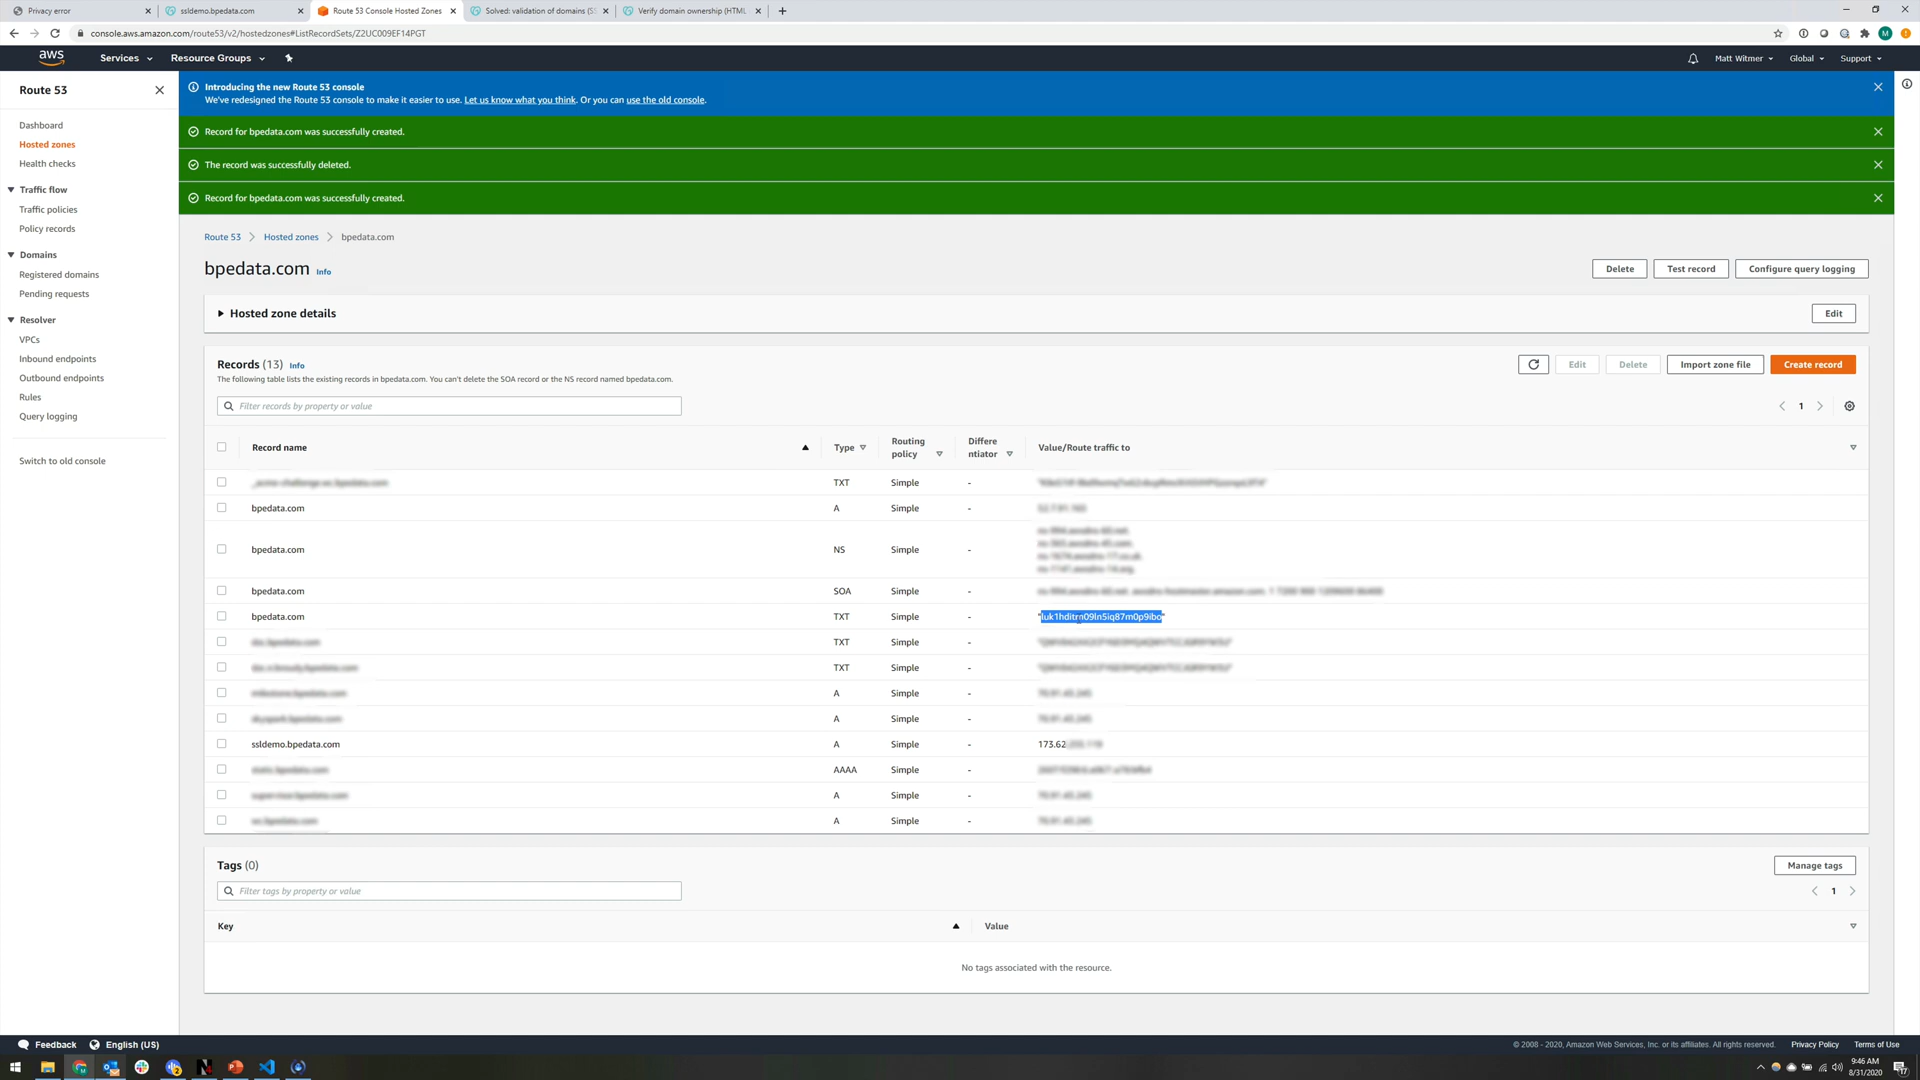 Privacy error
ssldemo.bpedata.com
Route 53 Console Hosted Zones
Solved: validation of domains (SS
Verify domain ownership (HTML
console.aws.amazon.com/route53/v2/hostedzones#ListRecordSets/Z2UC009EF14PGT
aws
Services
Resource Groups
Matt Witmer
Global
Support
Route 53
Dashboard
Hosted zones
Health checks
Traffic flow
Traffic policies
Policy records
Domains
Registered domains
Pending requests
Resolver
VPCs
Inbound endpoints
Outbound endpoints
Rules
Query logging
Switch to old console
Introducing the new Route 53 console
We've redesigned the Route 53 console to make it easier to use. Let us know what you think. Or you can use the old console.
Record for bpedata.com was successfully created.
The record was successfully deleted.
Record for bpedata.com was successfully created.
Route 53 > Hosted zones > bpedata.com
bpedata.com Info
Delete
Test record
Configure query logging
Hosted zone details
Edit
Records (13) Info
The following table lists the existing records in bpedata.com. You can't delete the SOA record or the NS record named bpedata.com.
Edit
Delete
Import zone file
Create record
Filter records by property or value
1
Record name
Type
Routing policy
Differentiator
Value/Route traffic to
TXT Simple -
bpedata.com A Simple -
bpedata.com NS Simple -
bpedata.com SOA Simple -
bpedata.com TXT Simple -
TXT Simple -
TXT Simple -
A Simple -
A Simple -
ssldemo.bpedata.com A Simple - 173.62
AAAA Simple -
A Simple -
A Simple -
Tags (0)
Manage tags
Filter tags by property or value
1
Key
Value
No tags associated with the resource.
Feedback
English (US)
© 2008 - 2020, Amazon Web Services, Inc. or its affiliates. All rights reserved.
Privacy Policy
Terms of Use
9:46 AM
8/31/2020